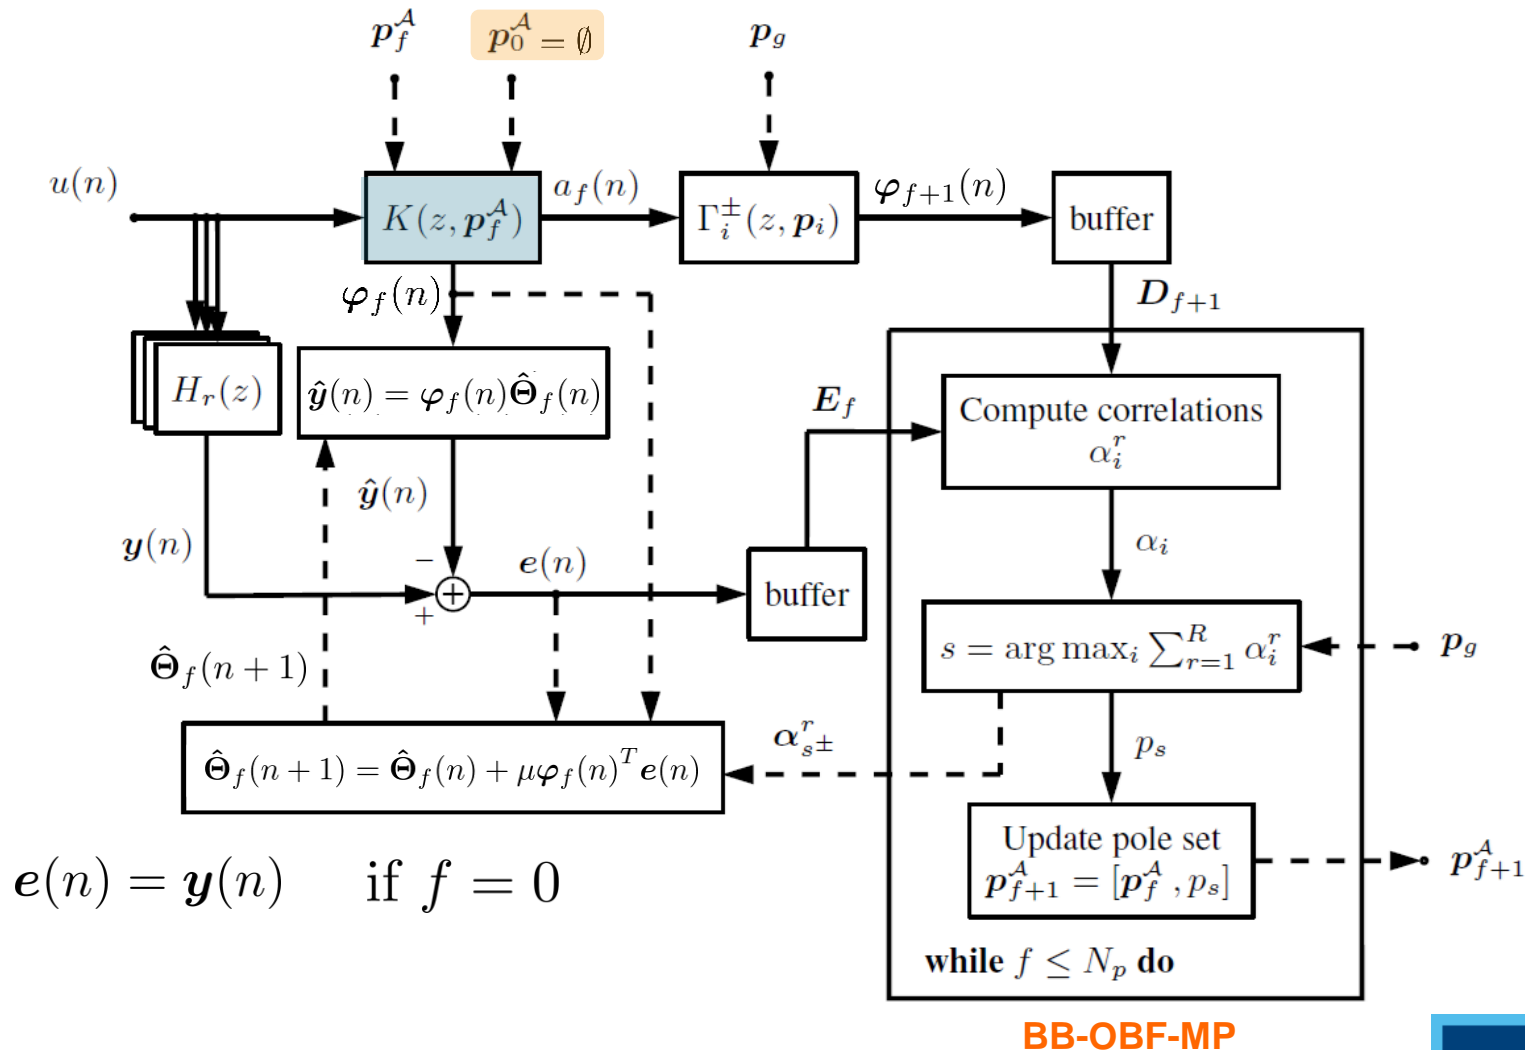 𝒑_f^𝒜
𝒑_0^𝒜 = ∅
𝒑_g
u(n)
K(z, 𝒑_f^𝒜)
a_f(n)
Γ_i^±(z, 𝒑_i)
𝝋_{f+1}(n)
buffer
𝝋_f(n)
𝑫_{f+1}
H_r(z)
𝒚̂(n) = 𝝋_f(n)𝚯̂_f(n)
𝑬_f
Compute correlations
α_i^r
𝒚̂(n)
𝒚(n)
−
+
+
𝒆(n)
buffer
α_i
s = arg max_i ∑_{r=1}^R α_i^r
𝒑_g
𝚯̂_f(n + 1)
𝚯̂_f(n + 1) = 𝚯̂_f(n) + μ𝝋_f(n)^T 𝒆(n)
𝜶_{s±}^r
p_s
Update pole set
𝒑_{f+1}^𝒜 = [𝒑_f^𝒜 , p_s]
𝒑_{f+1}^𝒜
𝒆(n) = 𝒚(n) if f = 0
while f ≤ N_p do
BB-OBF-MP